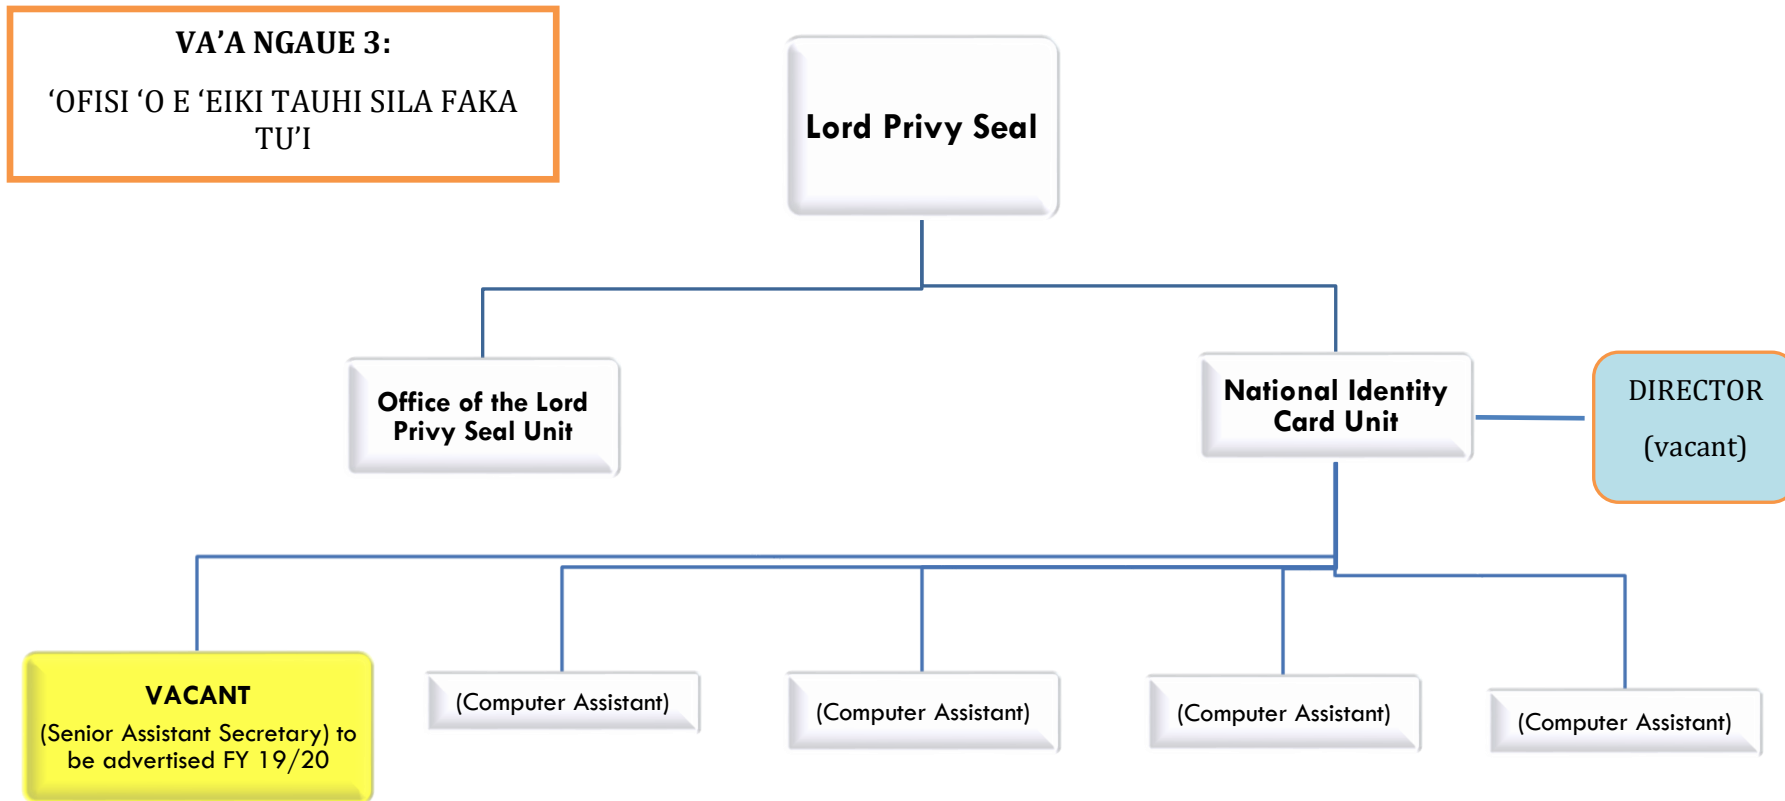 VA’A NGAUE 3:
‘OFISI ‘O E ‘EIKI TAUHI SILA FAKA
TU’I
Lord Privy Seal
Office of the Lord
Privy Seal Unit
National Identity
Card Unit
DIRECTOR
(vacant)
VACANT
(Senior Assistant Secretary) to
be advertised FY 19/20
(Computer Assistant)
(Computer Assistant)
(Computer Assistant)
(Computer Assistant)